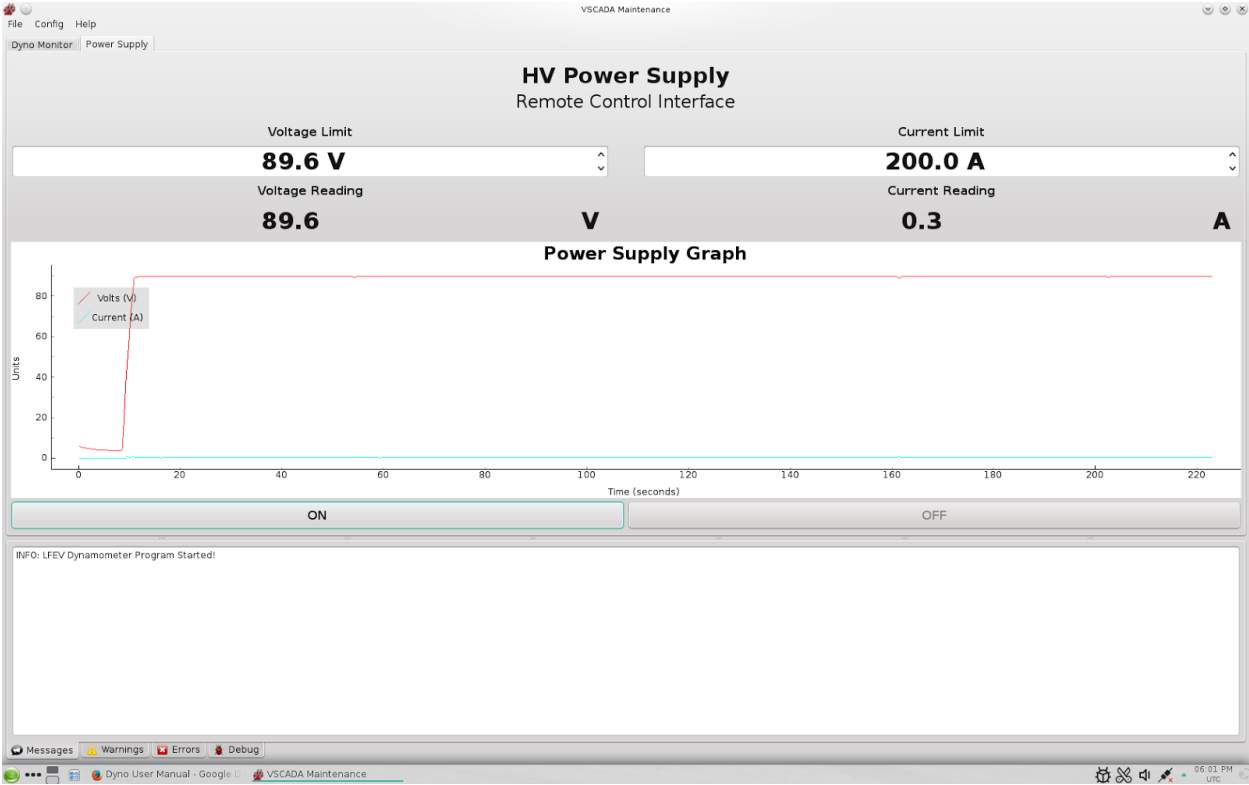 VSCADA Maintenance
File Config Help
Dyno Monitor Power Supply
HV Power Supply
Remote Control Interface
Voltage Limit Current Limit
89.6 V 200.0 A
Voltage Reading Current Reading
89.6 V 0.3 A
Power Supply Graph
Volts (V)
Current (A)
80
60
40
20
0
Units
0 20 40 60 80 100 120 140 160 180 200 220
Time (seconds)
ON OFF
INFO: LFEV Dynamometer Program Started!
Messages Warnings Errors Debug
Dyno User Manual - Google VSCADA Maintenance 06:01 PM
UTC